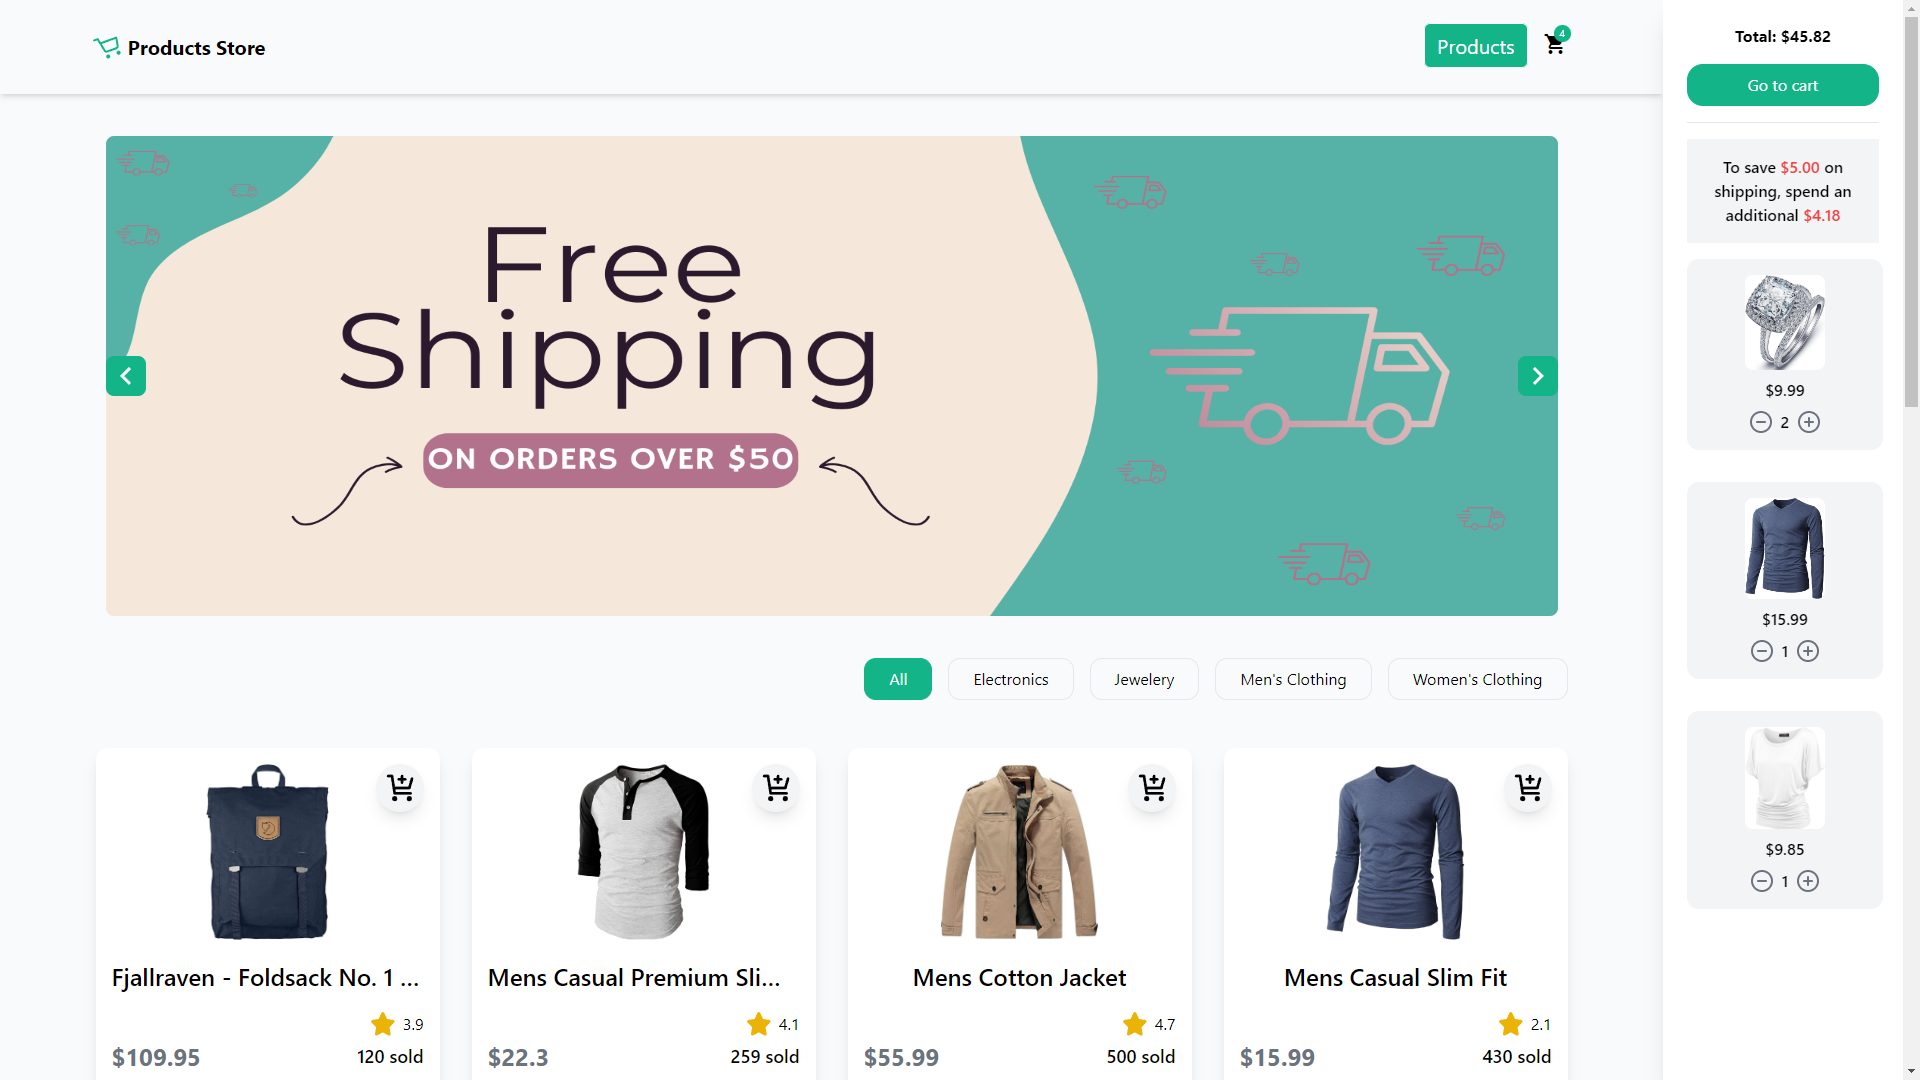 Products Store
Products
4
Free
Shipping
ON ORDERS OVER $50
All
Electronics
Jewelery
Men's Clothing
Women's Clothing
Fjallraven - Foldsack No. 1 ...
3.9
$109.95
120 sold
Mens Casual Premium Sli...
4.1
$22.3
259 sold
Mens Cotton Jacket
4.7
$55.99
500 sold
Mens Casual Slim Fit
2.1
$15.99
430 sold
Total: $45.82
Go to cart
To save $5.00 on
shipping, spend an
additional $4.18
$9.99
2
$15.99
1
$9.85
1